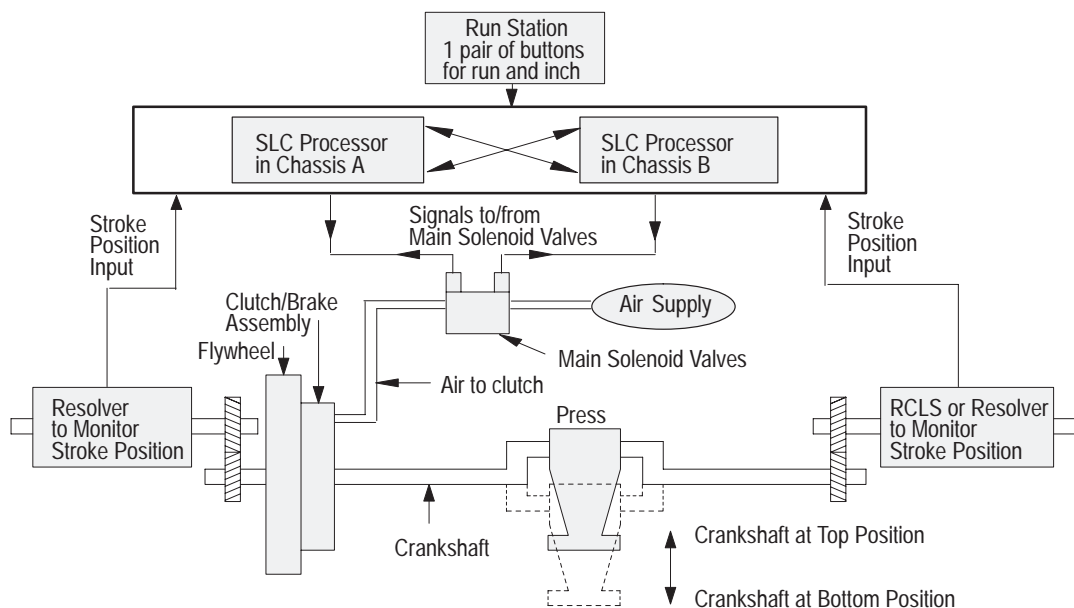 Run Station
1 pair of buttons
for run and inch
SLC Processor
in Chassis A
SLC Processor
in Chassis B
Stroke
Position
Input
Signals to/from
Main Solenoid Valves
Stroke
Position
Input
Clutch/Brake
Assembly
Flywheel
Air Supply
Main Solenoid Valves
Air to clutch
Resolver
to Monitor
Stroke Position
Press
RCLS or Resolver
to Monitor
Stroke Position
Crankshaft
Crankshaft at Top Position
Crankshaft at Bottom Position